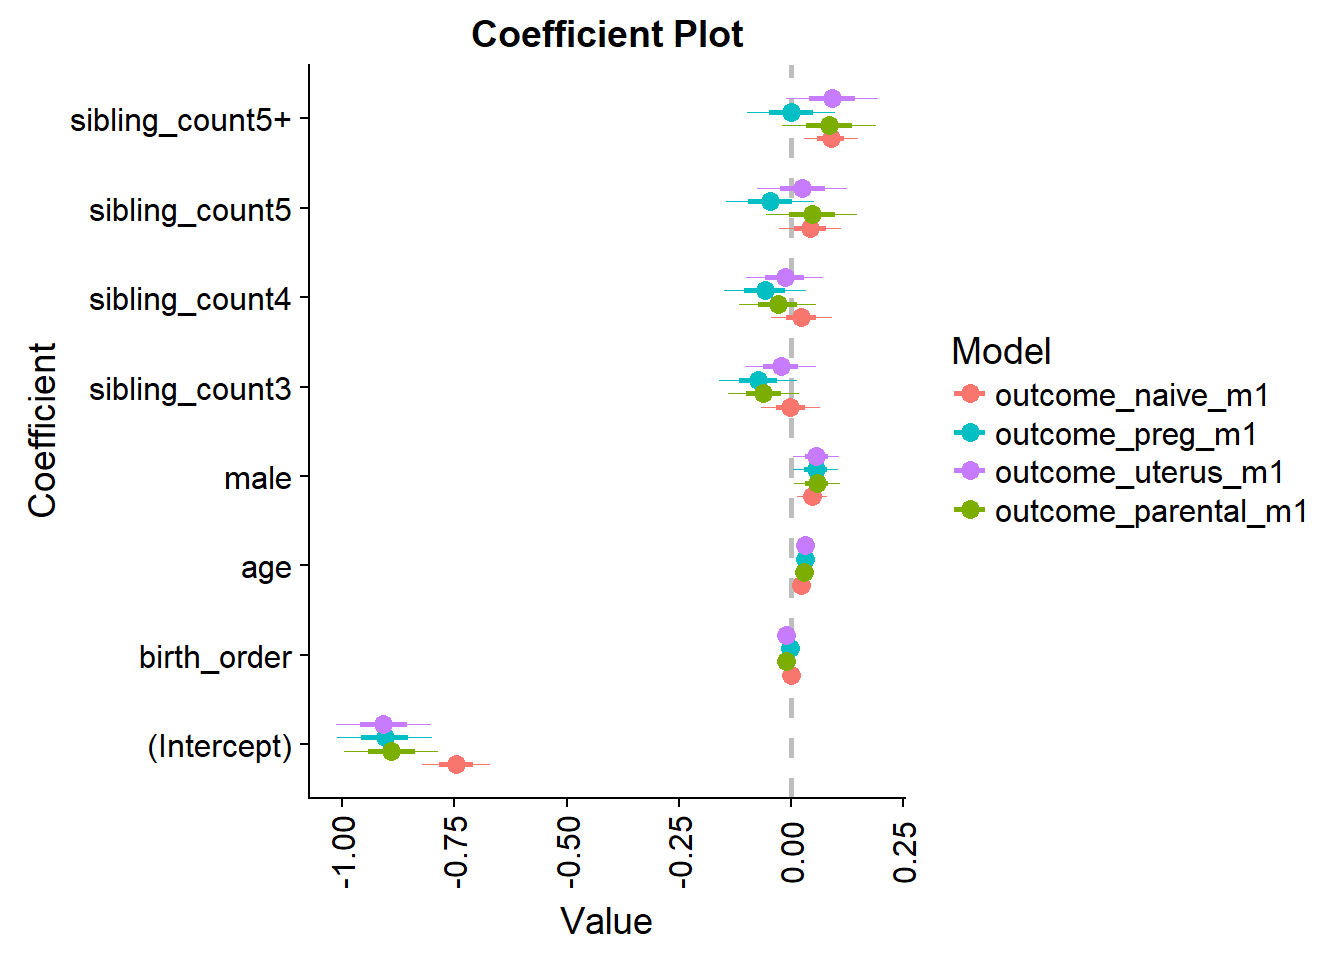 Coefficient Plot
Coefficient
sibling_count5+
sibling_count5
sibling_count4
sibling_count3
male
age
birth_order
(Intercept)
-1.00
-0.75
-0.50
-0.25
0.00
0.25
Value
Model
outcome_naive_m1
outcome_preg_m1
outcome_uterus_m1
outcome_parental_m1